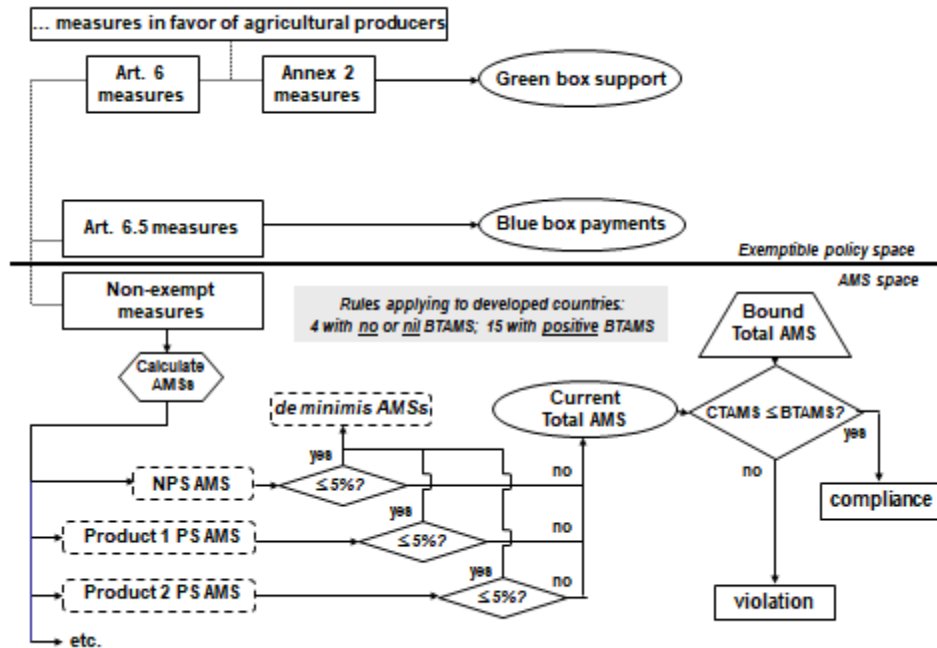 ... measures in favor of agricultural producers
Art. 6
measures
Annex 2
measures
Green box support
Art. 6.5 measures
Blue box payments
Exemptible policy space
AMS space
Non-exempt
measures
Rules applying to developed countries:
4 with no or nil BTAMS; 15 with positive BTAMS
Bound
Total AMS
Calculate
AMSs
de minimis AMSs
Current
Total AMS
CTAMS ≤ BTAMS?
yes
no
compliance
violation
NPS AMS
≤ 5%?
yes
no
Product 1 PS AMS
≤ 5%?
yes
no
Product 2 PS AMS
≤ 5%?
yes
no
etc.